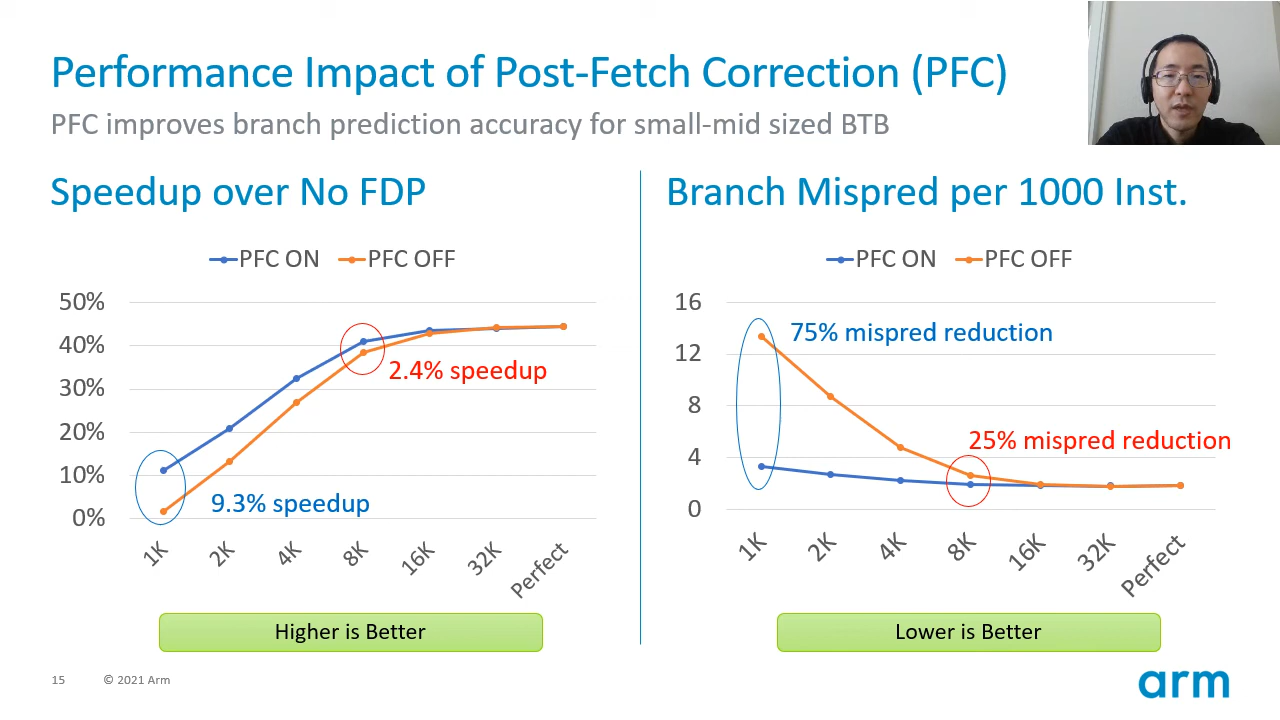 Performance Impact of Post-Fetch Correction (PFC)
PFC improves branch prediction accuracy for small-mid sized BTB
Speedup over No FDP
PFC ON
PFC OFF
50%
40%
30%
20%
10%
0%
2.4% speedup
9.3% speedup
1K
2K
4K
8K
16K
32K
Perfect
Higher is Better
Branch Mispred per 1000 Inst.
PFC ON
PFC OFF
16
12
8
4
0
75% mispred reduction
25% mispred reduction
1K
2K
4K
8K
16K
32K
Perfect
Lower is Better
15
© 2021 Arm
arm